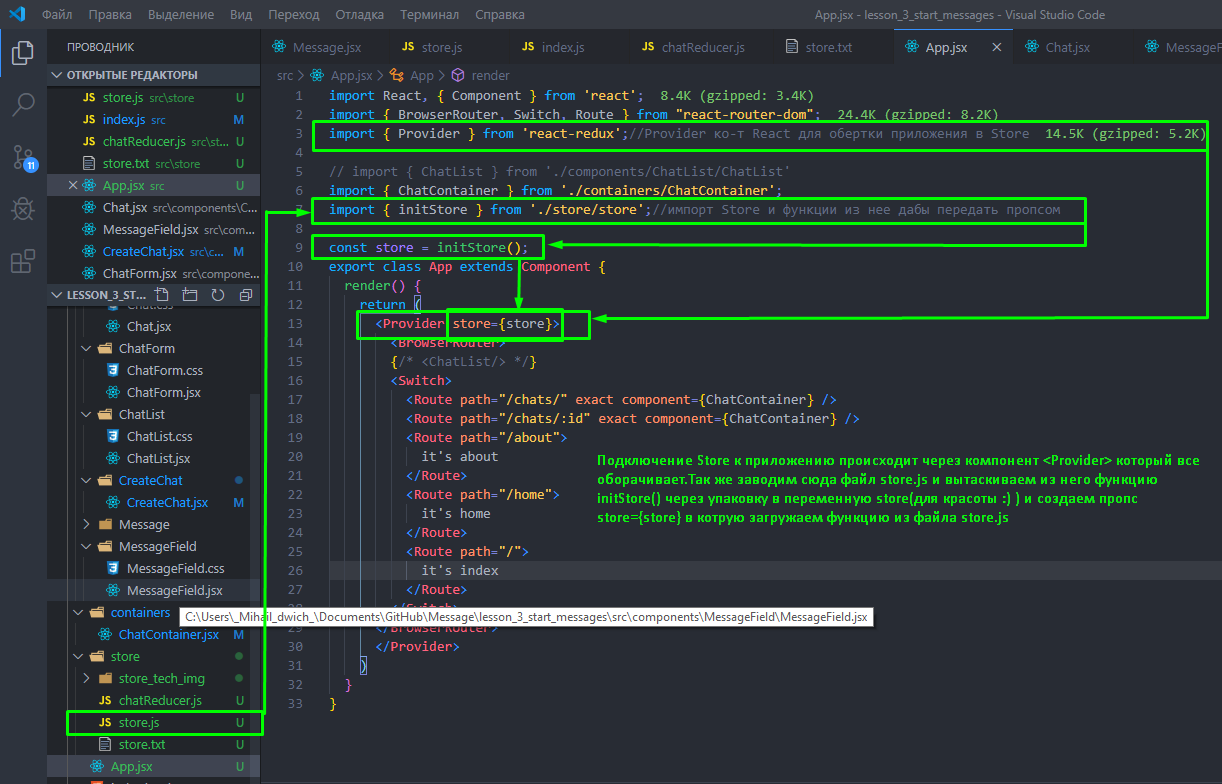 Файл Правка Выделение Вид Переход Отладка Терминал Справка App.jsx - lesson_3_start_messages - Visual Studio Code
ПРОВОДНИК
ОТКРЫТЫЕ РЕДАКТОРЫ
JS store.js src\store U
JS index.js src M
JS chatReducer.js src\st... U
store.txt src\store U
App.jsx src U
Chat.jsx src\components\C...
MessageField.jsx src\com...
CreateChat.jsx src\c... M
ChatForm.jsx src\compone...
LESSON_3_ST...
Chat.css
Chat.jsx
ChatForm
ChatForm.css
ChatForm.jsx
ChatList
ChatList.css
ChatList.jsx
CreateChat
CreateChat.jsx M
Message
MessageField
MessageField.css
MessageField.jsx
containers
ChatContainer.jsx M
store
store_tech_img
JS chatReducer.js U
JS store.js U
store.txt U
App.jsx U
11
Message.jsx JS store.js JS index.js JS chatReducer.js store.txt App.jsx Chat.jsx MessageF
src > App.jsx > App > render
1 import React, { Component } from 'react'; 8.4K (gzipped: 3.4K)
2 import { BrowserRouter, Switch, Route } from "react-router-dom"; 24.4K (gzipped: 8.2K)
3 import { Provider } from 'react-redux';//Provider ко-т React для обертки приложения в Store 14.5K (gzipped: 5.2K)
4
5 // import { ChatList } from './components/ChatList/ChatList'
6 import { ChatContainer } from './containers/ChatContainer';
7 import { initStore } from './store/store';//импорт Store и функции из нее дабы передать пропсом
8
9 const store = initStore();
10 export class App extends Component {
11 render() {
12 return (
13 <Provider store={store}>
14 <BrowserRouter>
15 {/* <ChatList/> */}
16 <Switch>
17 <Route path="/chats/" exact component={ChatContainer} />
18 <Route path="/chats/:id" exact component={ChatContainer} />
19 <Route path="/about">
20 it's about
21 </Route>
22 <Route path="/home">
23 it's home
24 </Route>
25 <Route path="/">
26 it's index
27 </Route>
28 </Switch>
29 </BrowserRouter>
30 </Provider>
31 )
32 }
33 }
Подключение Store к приложению происходит через компонент <Provider> который все
оборачивает.Так же заводим сюда файл store.js и вытаскиваем из него функцию
initStore() через упаковку в переменную store(для красоты :) ) и создаем пропс
store={store} в котрую загружаем функцию из файла store.js
C:\Users\_Mihail_dwich_\Documents\GitHub\Message\lesson_3_start_messages\src\components\MessageField\MessageField.jsx